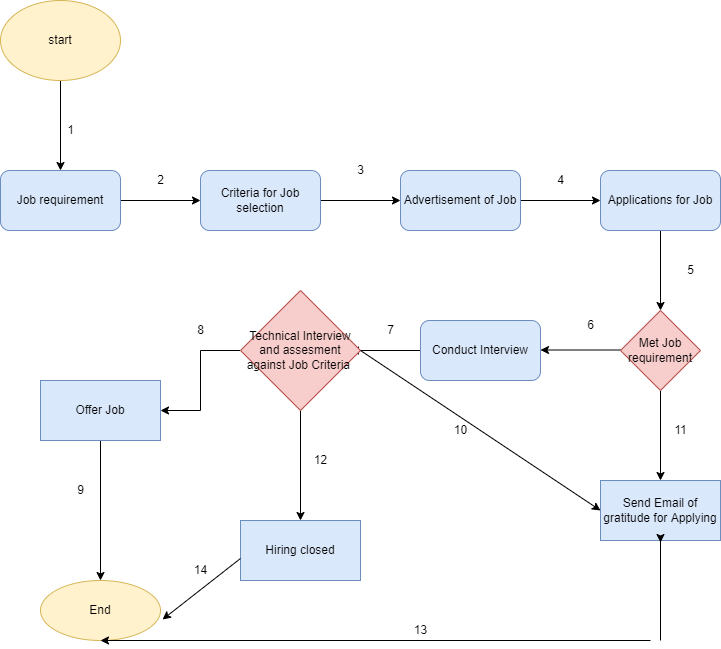 start
1
2
3
4
Job requirement
Criteria for Job
selection
Advertisement of Job
Applications for Job
5
8
7
6
Technical Interview
and assesment
against Job Criteria
Conduct Interview
Met Job
requirement
Offer Job
10
11
12
9
Send Email of
gratitude for Applying
Hiring closed
14
End
13